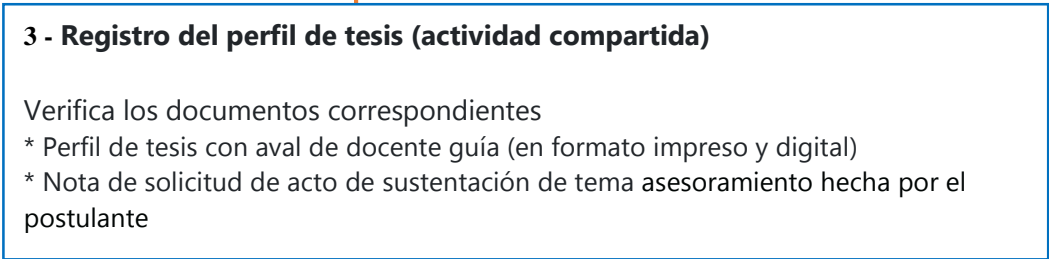 3 - Registro del perfil de tesis (actividad compartida)
Verifica los documentos correspondientes
* Perfil de tesis con aval de docente guía (en formato impreso y digital)
* Nota de solicitud de acto de sustentación de tema asesoramiento hecha por el
postulante